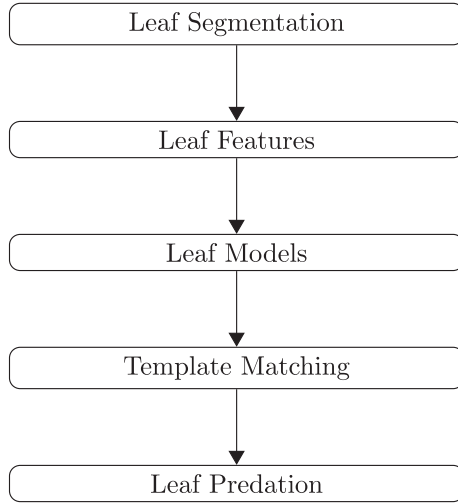 Leaf Segmentation
Leaf Features
Leaf Models
Template Matching
Leaf Predation